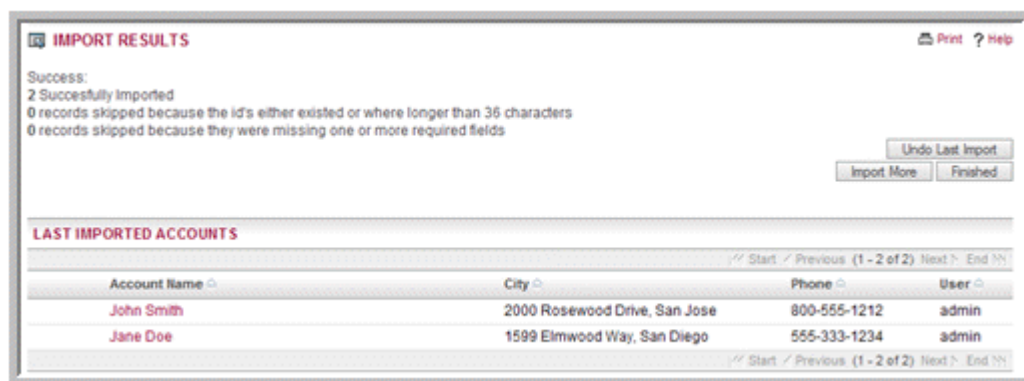 IMPORT RESULTS Print ? Help
Success:
2 Succesfully Imported
0 records skipped because the id's either existed or where longer than 36 characters
0 records skipped because they were missing one or more required fields
Undo Last Import
Import More Finished
LAST IMPORTED ACCOUNTS
Start Previous (1 - 2 of 2) Next End
Account Name City Phone User
John Smith 2000 Rosewood Drive, San Jose 800-555-1212 admin
Jane Doe 1599 Elmwood Way, San Diego 555-333-1234 admin
Start Previous (1 - 2 of 2) Next End